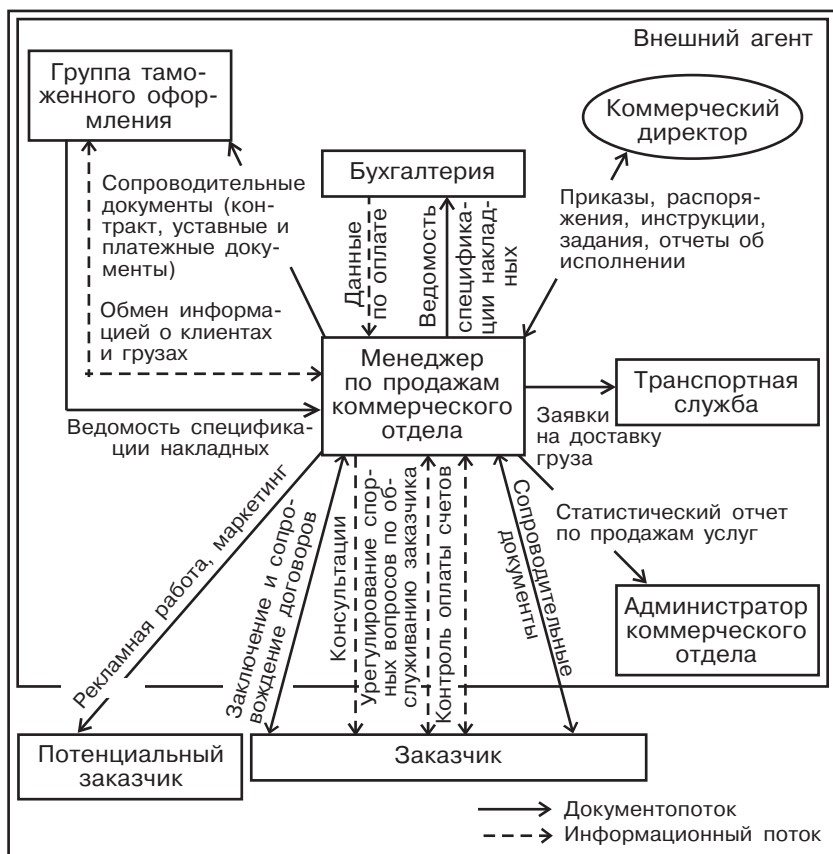 Внешний агент
Группа тамо-
женного офор-
мления
Коммерческий
директор
Бухгалтерия
Сопроводительные
документы (кон-
тракт, уставные и
платежные доку-
менты)
Данные
по оплате
Ведомость
специфика-
ции наклад-
ных
Приказы, распоря-
жения, инструкции,
задания, отчеты об
исполнении
Обмен информа-
цией о клиентах
и грузах
Менеджер
по продажам
коммерческого
отдела
Транспортная
служба
Ведомость специфика-
ции накладных
Заявки
на доставку
груза
Рекламная работа, маркетинг
Заключение и сопро-
вождение договоров
Консультации
Урегулирование спор-
ных вопросов по об-
служиванию заказчика
Контроль оплаты счетов
Сопроводительные
документы
Статистический отчет
по продажам услуг
Администратор
коммерческого
отдела
Потенциальный
заказчик
Заказчик
Документопоток
Информационный поток